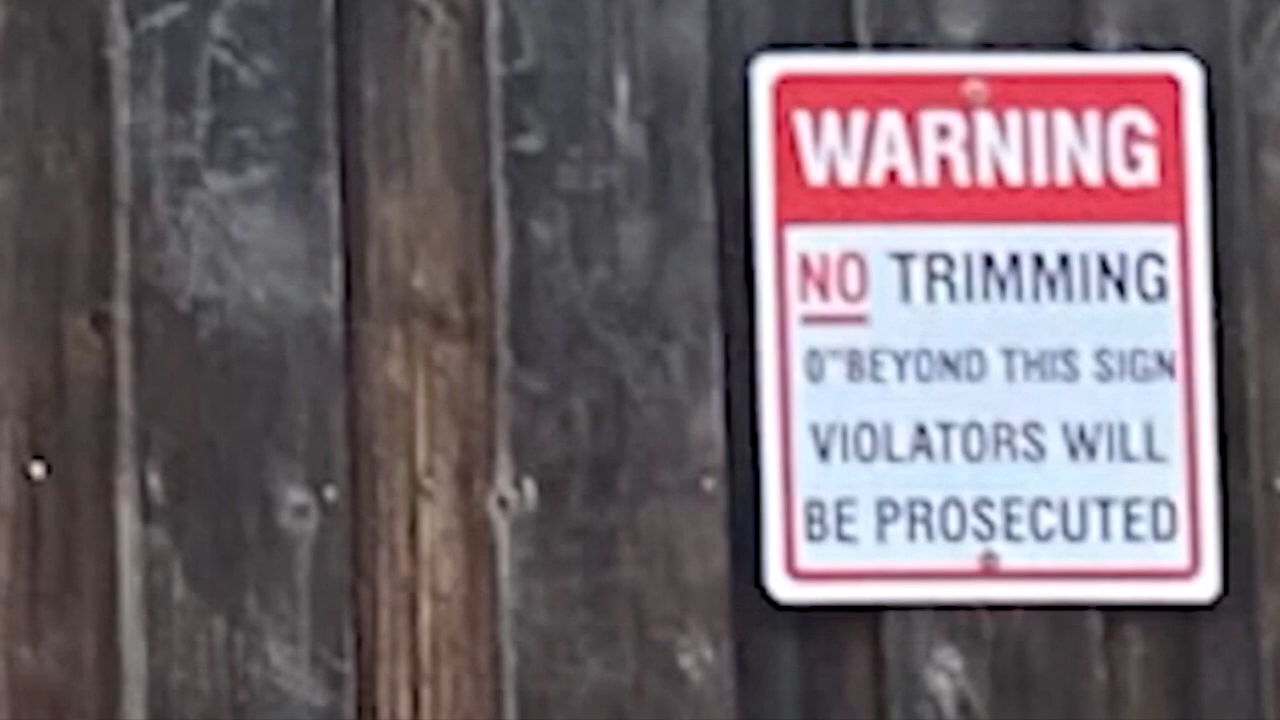 WARNING
NO TRIMMING
0" BEYOND THIS SIGN
VIOLATORS WILL
BE PROSECUTED